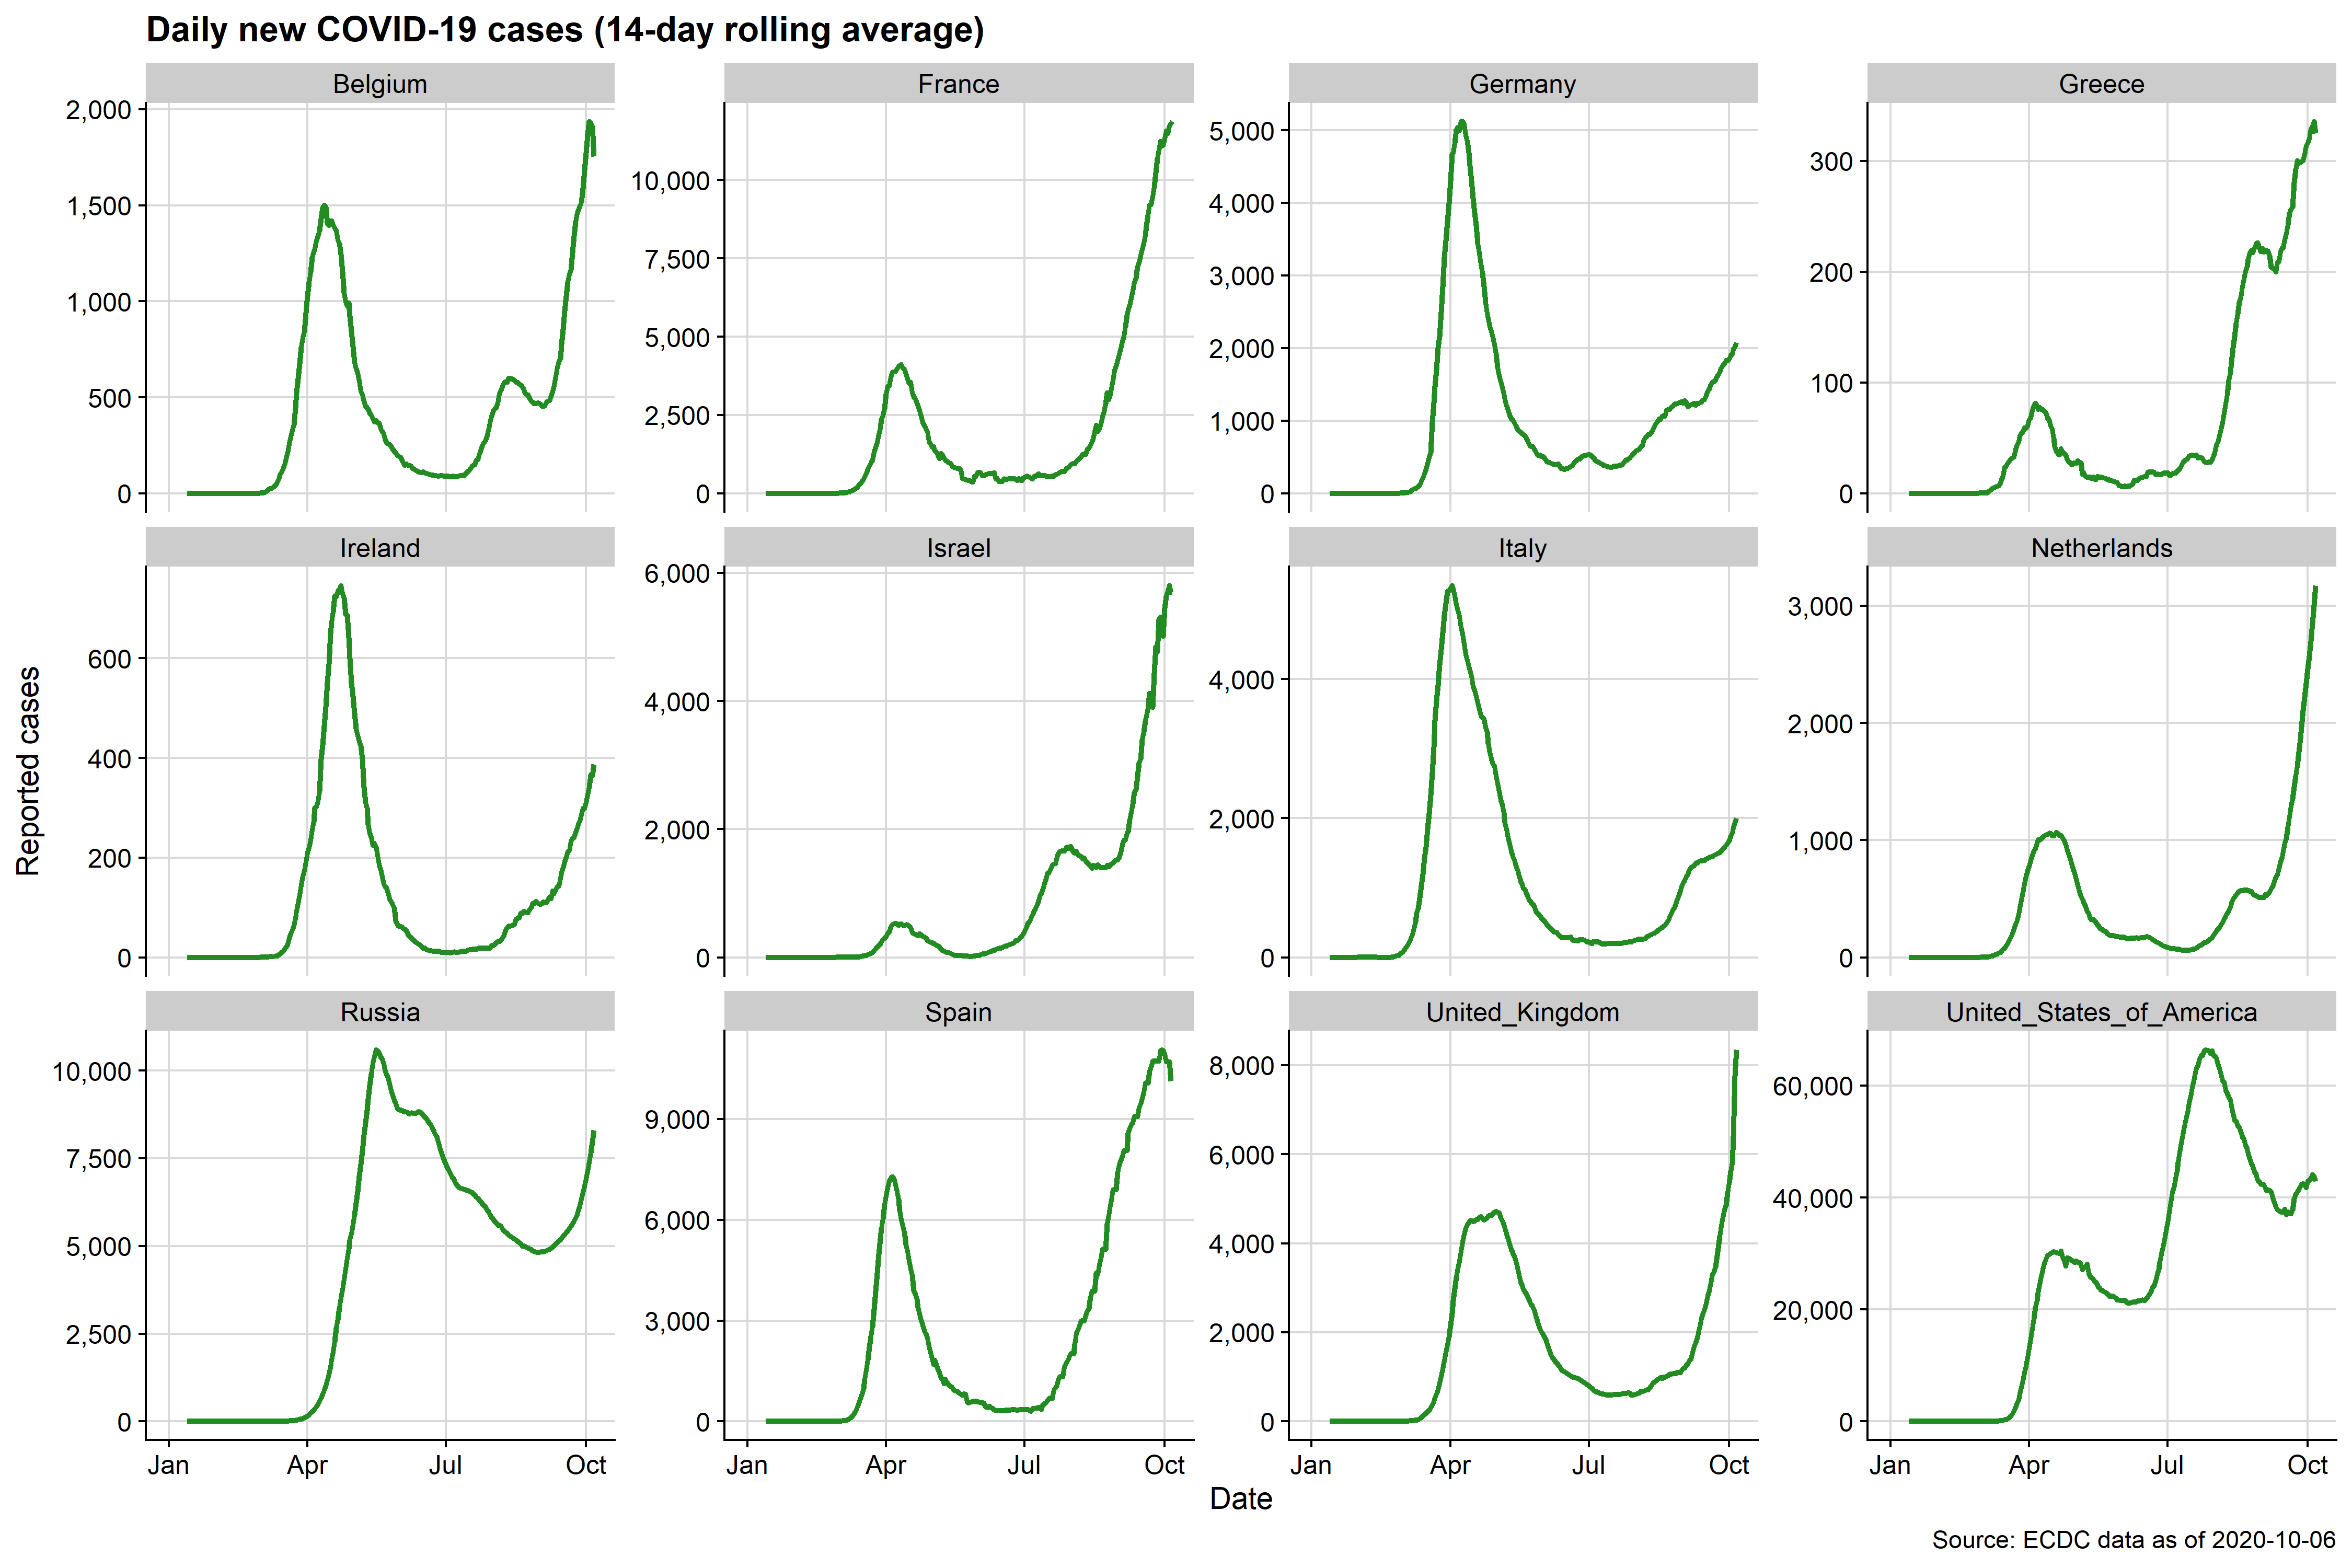 Daily new COVID-19 cases (14-day rolling average)
Belgium
France
Germany
Greece
2,000
1,500
1,000
500
0
10,000
7,500
5,000
2,500
0
5,000
4,000
3,000
2,000
1,000
0
300
200
100
0
Ireland
Israel
Italy
Netherlands
600
400
200
0
6,000
4,000
2,000
0
4,000
2,000
0
3,000
2,000
1,000
0
Reported cases
Russia
Spain
United_Kingdom
United_States_of_America
10,000
7,500
5,000
2,500
0
9,000
6,000
3,000
0
8,000
6,000
4,000
2,000
0
60,000
40,000
20,000
0
Jan Apr Jul Oct
Jan Apr Jul Oct
Jan Apr Jul Oct
Jan Apr Jul Oct
Date
Source: ECDC data as of 2020-10-06